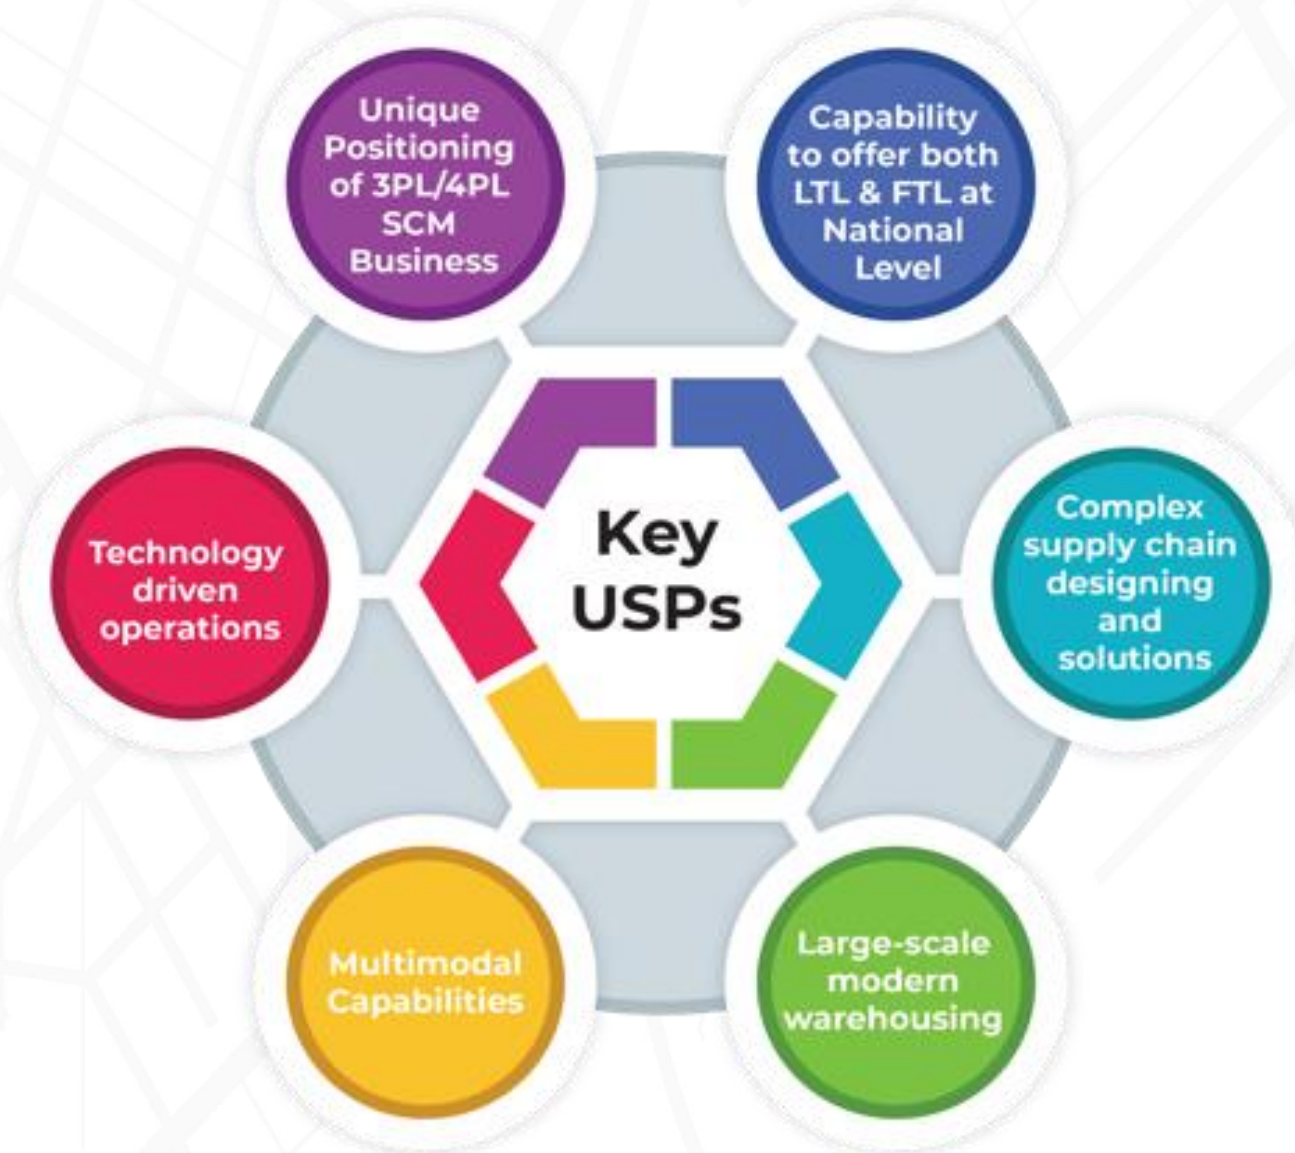 Unique
Positioning
of 3PL/4PL
SCM
Business
Capability
to offer both
LTL & FTL at
National
Level
Technology
driven
operations
Key
USPs
Complex
supply chain
designing
and
solutions
Multimodal
Capabilities
Large-scale
modern
warehousing